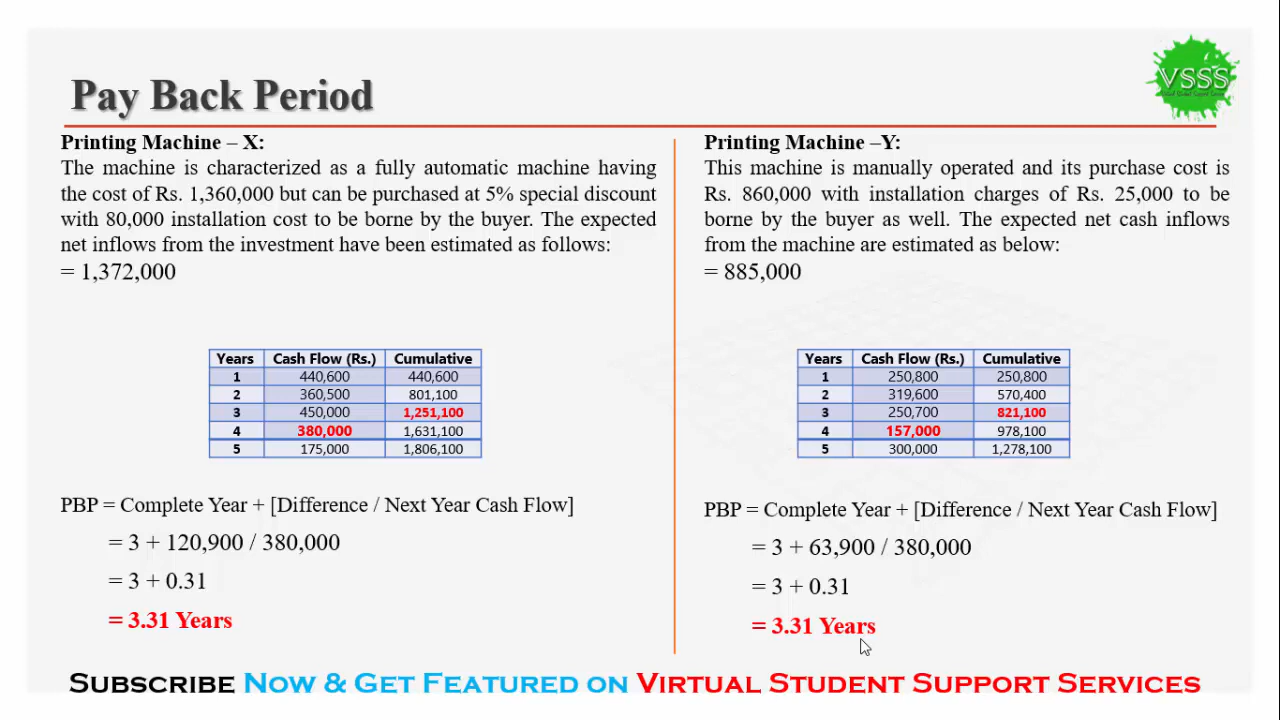 Pay Back Period
VSSS
Printing Machine – X:
The machine is characterized as a fully automatic machine having
the cost of Rs. 1,360,000 but can be purchased at 5% special discount
with 80,000 installation cost to be borne by the buyer. The expected
net inflows from the investment have been estimated as follows:
= 1,372,000
Years Cash Flow (Rs.) Cumulative
1 440,600 440,600
2 360,500 801,100
3 450,000 1,251,100
4 380,000 1,631,100
5 175,000 1,806,100
PBP = Complete Year + [Difference / Next Year Cash Flow]
= 3 + 120,900 / 380,000
= 3 + 0.31
= 3.31 Years
Printing Machine –Y:
This machine is manually operated and its purchase cost is
Rs. 860,000 with installation charges of Rs. 25,000 to be
borne by the buyer as well. The expected net cash inflows
from the machine are estimated as below:
= 885,000
Years Cash Flow (Rs.) Cumulative
1 250,800 250,800
2 319,600 570,400
3 250,700 821,100
4 157,000 978,100
5 300,000 1,278,100
PBP = Complete Year + [Difference / Next Year Cash Flow]
= 3 + 63,900 / 380,000
= 3 + 0.31
= 3.31 Years
Subscribe Now & Get Featured on Virtual Student Support Services